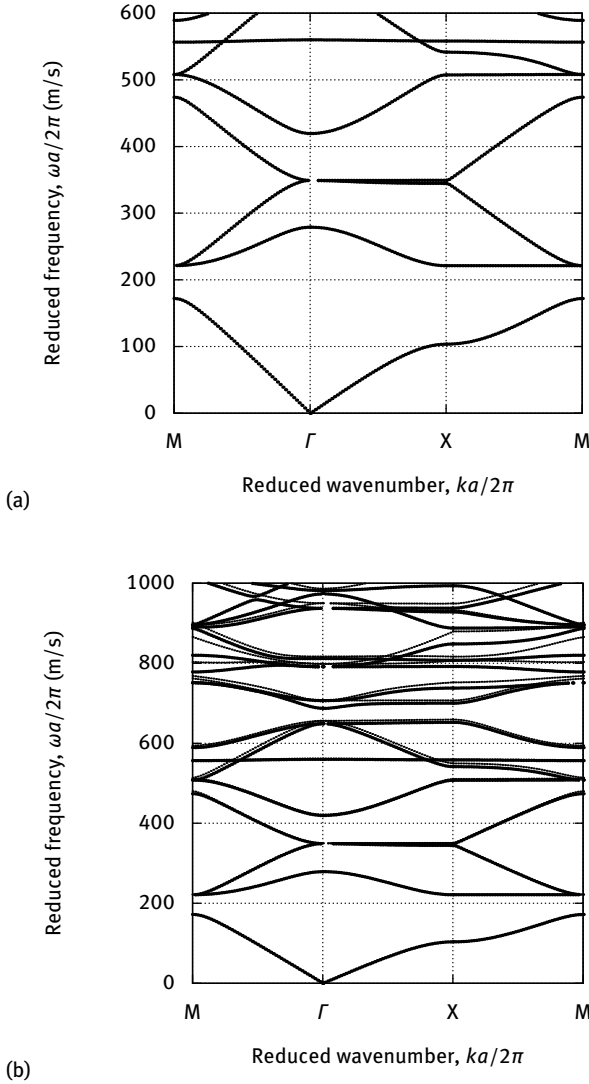 600
500
400
300
200
100
0
Reduced frequency, ωa/2π (m/s)
M Γ X M
Reduced wavenumber, ka/2π
(a)
1000
800
600
400
200
0
Reduced frequency, ωa/2π (m/s)
M Γ X M
Reduced wavenumber, ka/2π
(b)